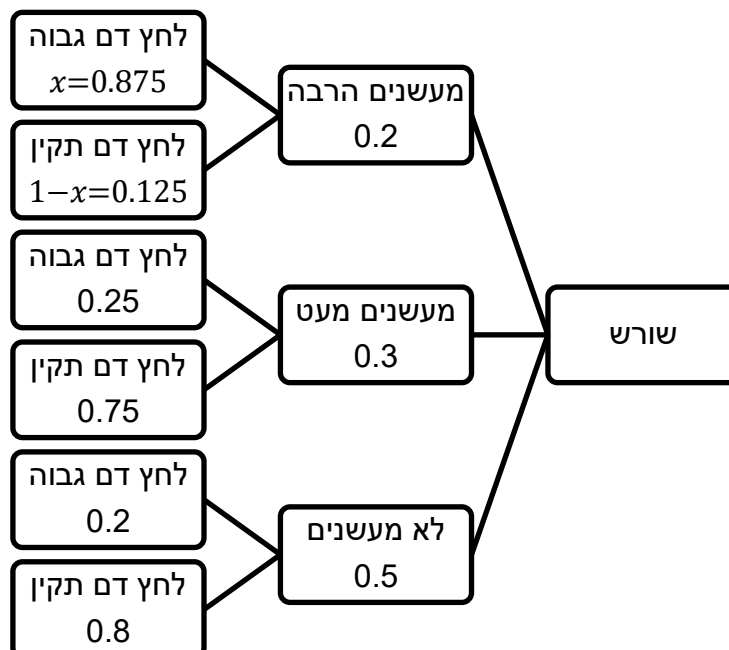 שורש
מעשנים הרבה
0.2
לחץ דם גבוה
x=0.875
לחץ דם תקין
1−x=0.125
מעשנים מעט
0.3
לחץ דם גבוה
0.25
לחץ דם תקין
0.75
לא מעשנים
0.5
לחץ דם גבוה
0.2
לחץ דם תקין
0.8